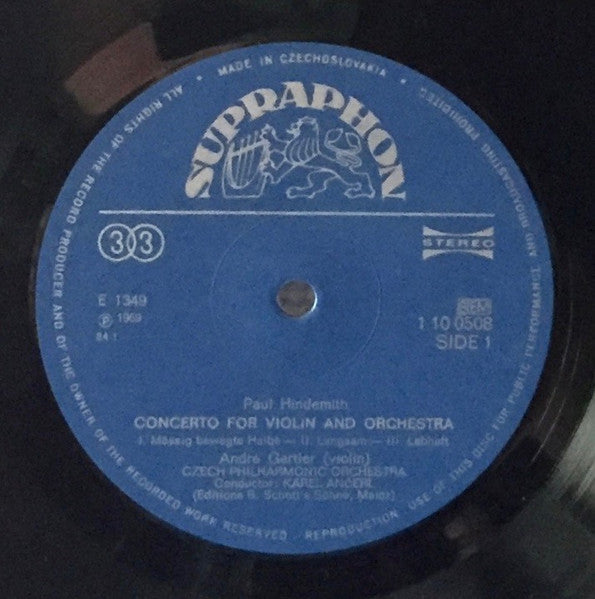 • MADE IN CZECHOSLOVAKIA •
SUPRAPHON
33
STEREO
E 1349
℗ 1969
84 1
1 10 0508
SIDE 1
Paul Hindemith
CONCERTO FOR VIOLIN AND ORCHESTRA
I. Mässig bewegte Halbe — II. Langsam — III. Lebhaft
André Gertler (violin)
CZECH PHILHARMONIC ORCHESTRA
Conductor: KAREL ANČERL
(Editions B. Schott's Söhne, Mainz)
ALL RIGHTS OF THE RECORD PRODUCER AND OF THE OWNER OF THE RECORDED WORK RESERVED • REPRODUCTION • USE OF THIS DISC FOR PUBLIC PERFORMANCE AND BROADCASTING PROHIBITED